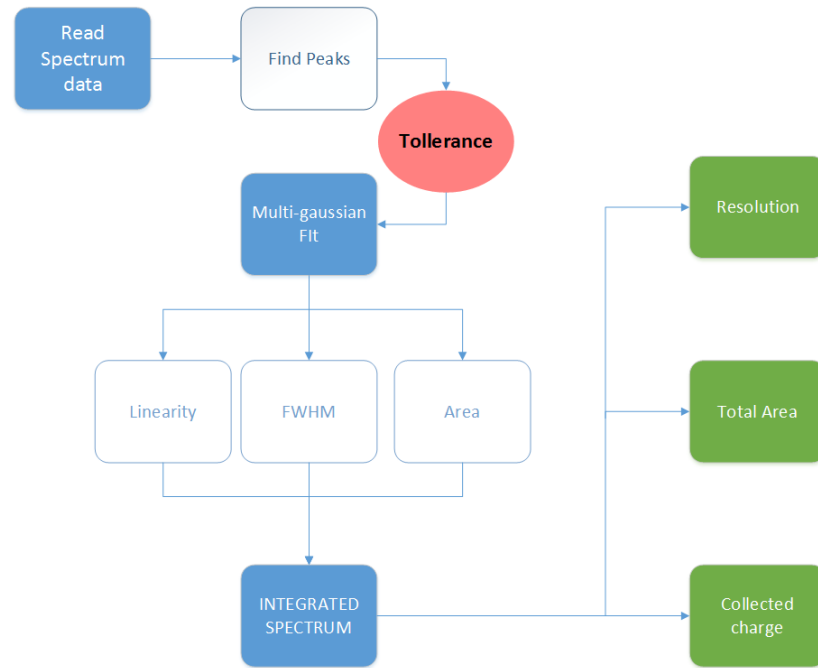 Read
Spectrum
data
Find Peaks
Tollerance
Multi-gaussian
FIt
Resolution
Linearity
FWHM
Area
Total Area
INTEGRATED
SPECTRUM
Collected
charge